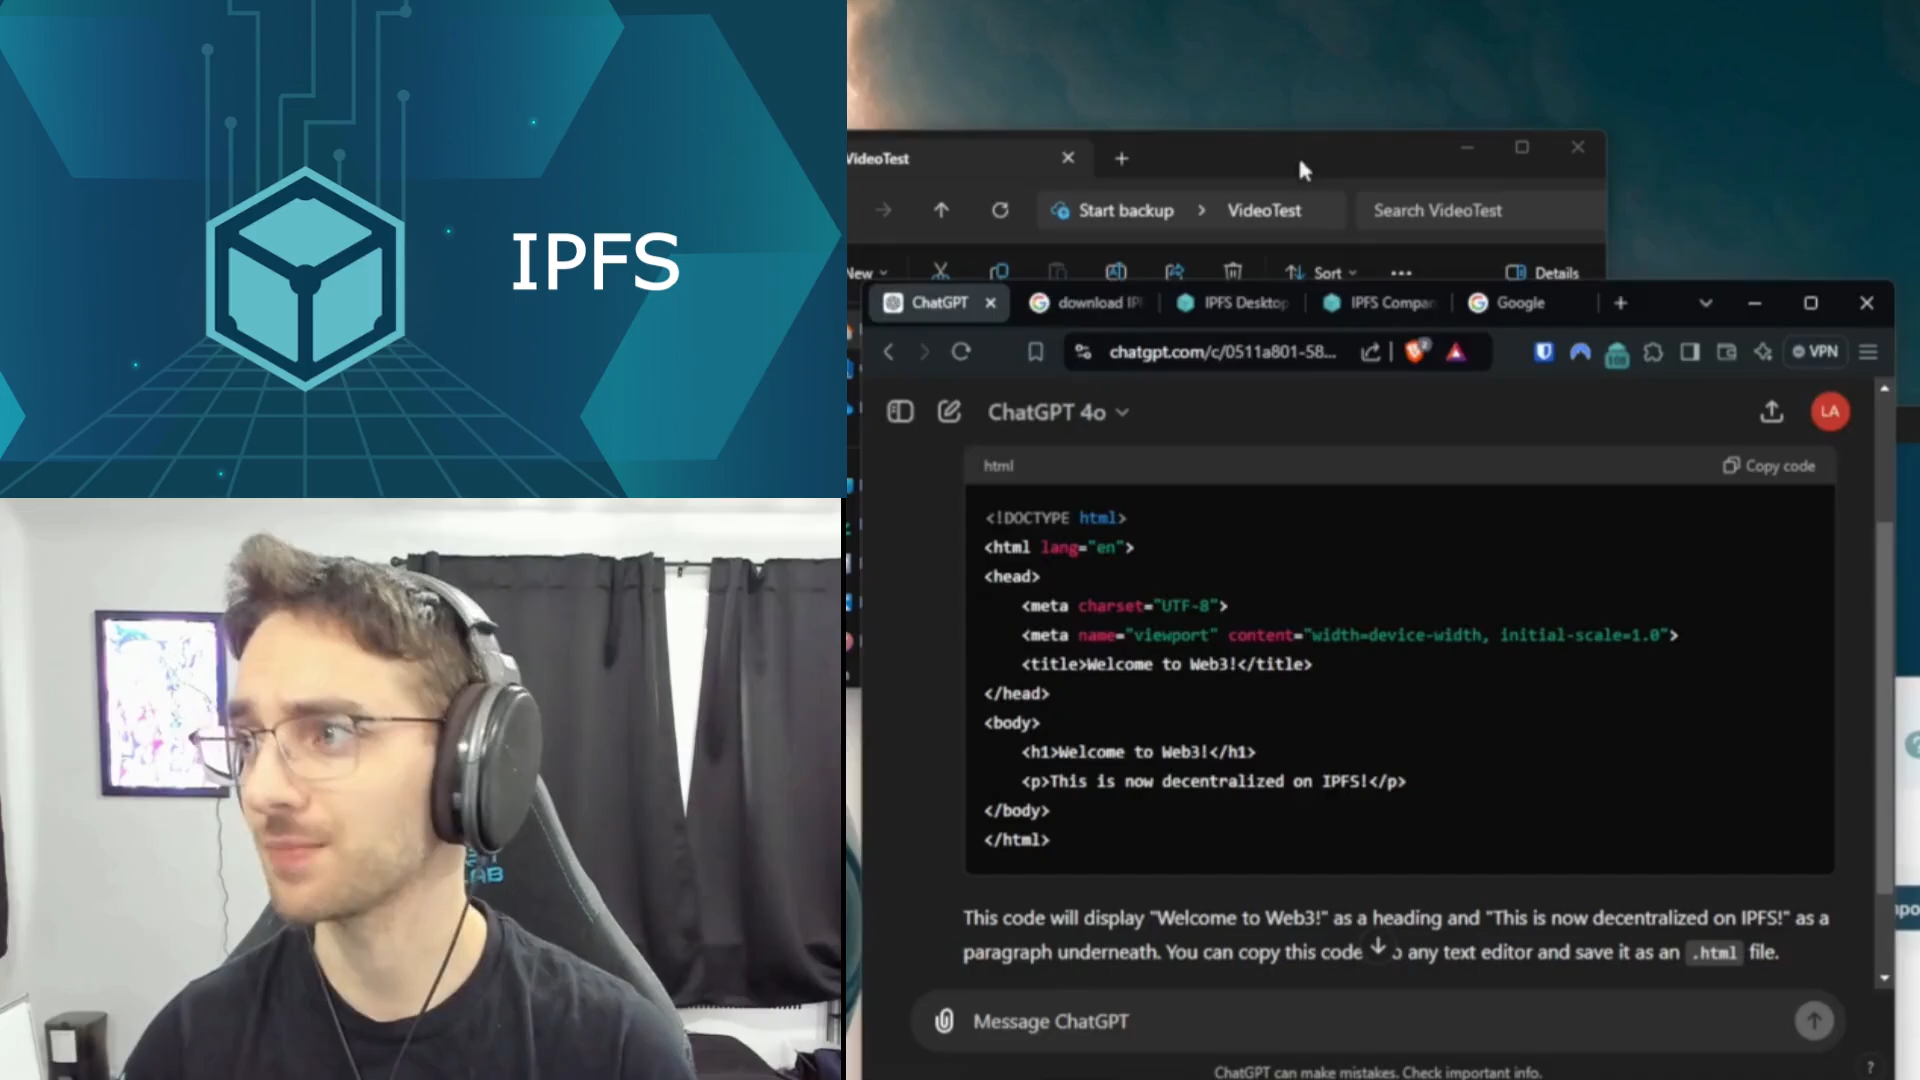 IPFS
VideoTest
Start backup > VideoTest
Search VideoTest
New
Sort
Details
ChatGPT
download IP
IPFS Desktop
IPFS Compan
Google
chatgpt.com/c/0511a801-58...
2
108
VPN
ChatGPT 4o
LA
html
Copy code
<!DOCTYPE html>
<html lang="en">
<head>
<meta charset="UTF-8">
<meta name="viewport" content="width=device-width, initial-scale=1.0">
<title>Welcome to Web3!</title>
</head>
<body>
<h1>Welcome to Web3!</h1>
<p>This is now decentralized on IPFS!</p>
</body>
</html>
This code will display "Welcome to Web3!" as a heading and "This is now decentralized on IPFS!" as a
paragraph underneath. You can copy this code o any text editor and save it as an .html file.
Message ChatGPT
ChatGPT can make mistakes. Check important info.
?